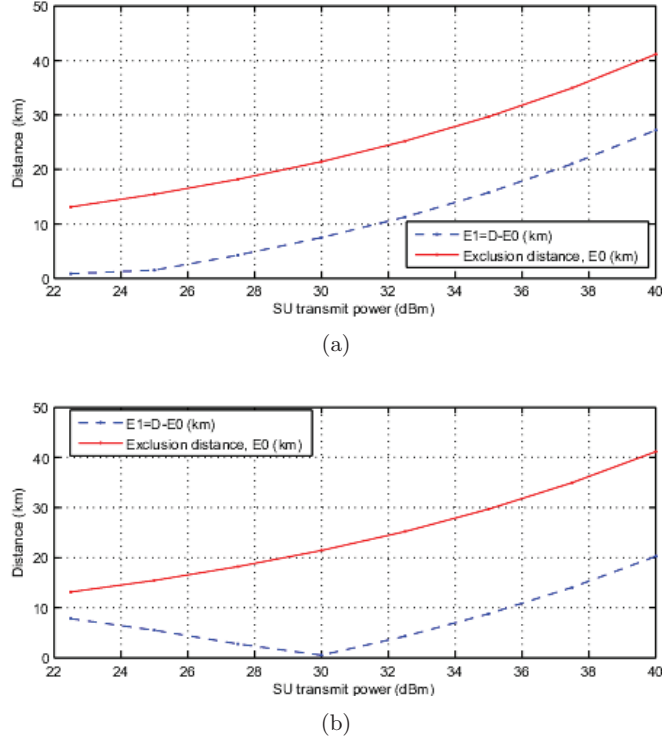 50
40
30
20
10
0
Distance (km)
22 24 26 28 30 32 34 36 38 40
SU transmit power (dBm)
E1=D-E0 (km)
Exclusion distance, E0 (km)
(a)
50
40
30
20
10
0
Distance (km)
E1=D-E0 (km)
Exclusion distance, E0 (km)
22 24 26 28 30 32 34 36 38 40
SU transmit power (dBm)
(b)